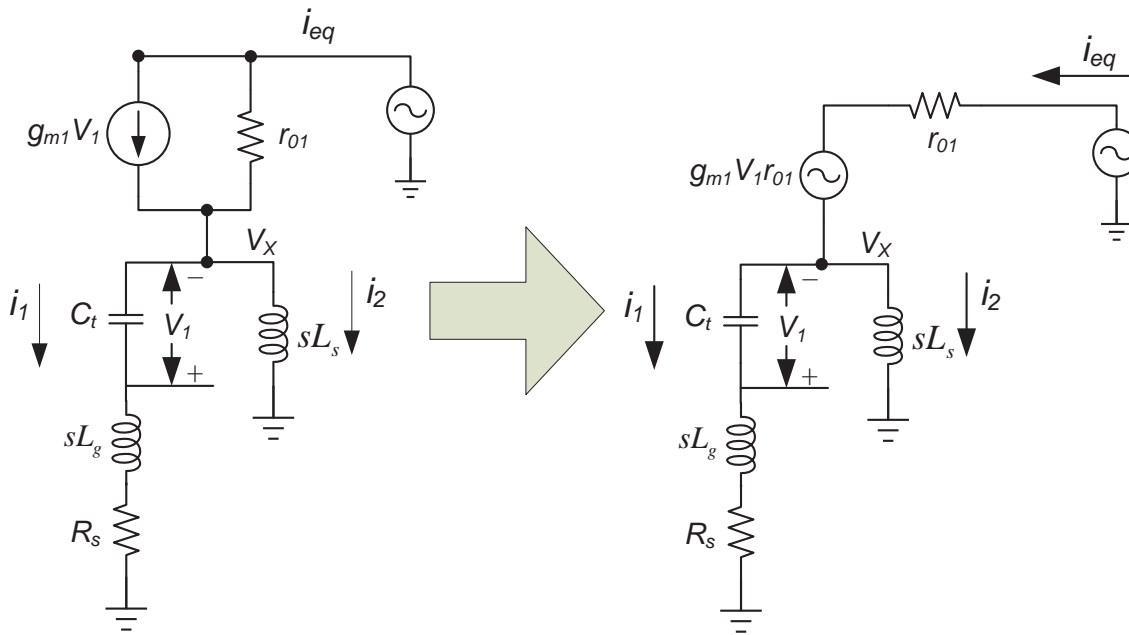 i_eq
g_m1V_1
r_01
V_X
i_1
C_t
−
V_1
+
i_2
sL_s
sL_g
R_s
i_eq
r_01
g_m1V_1r_01
V_X
i_1
C_t
−
V_1
+
i_2
sL_s
sL_g
R_s